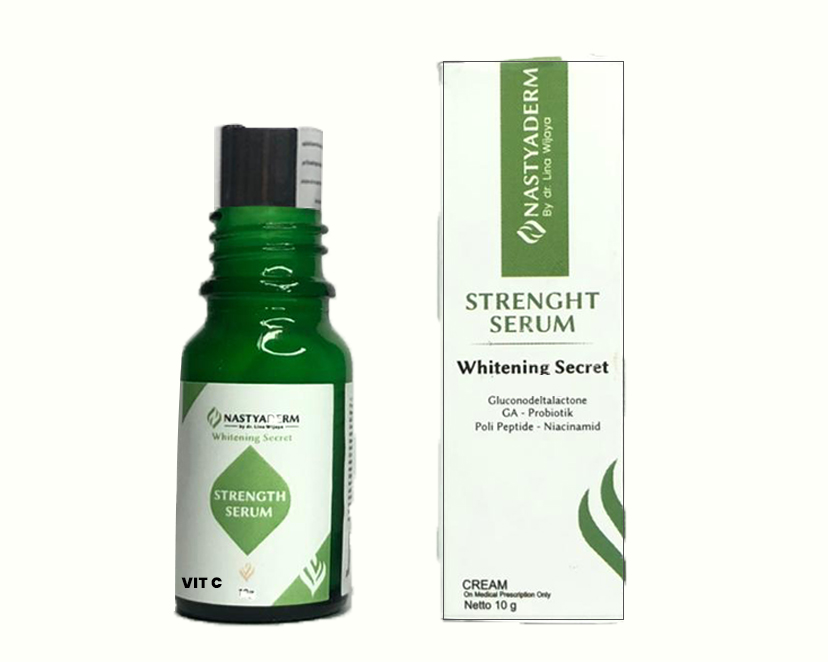 NASTYADERM
by dr. Lina Wijaya
Whitening Secret
STRENGTH
SERUM
VIT C
NASTYADERM
By dr. Lina Wijaya
STRENGHT
SERUM
Whitening Secret
Gluconodeltalactone
GA - Probiotik
Poli Peptide - Niacinamid
CREAM
On Medical Prescription Only
Netto 10 g